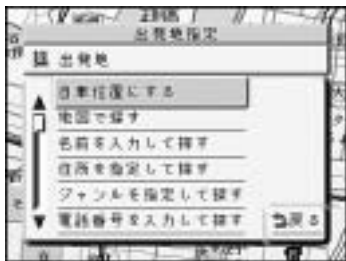 出発地指定
出発地
自車位置にする
地図で探す
名前を入力して探す
住所を指定して探す
ジャンルを指定して探す
電話番号を入力して探す
戻る